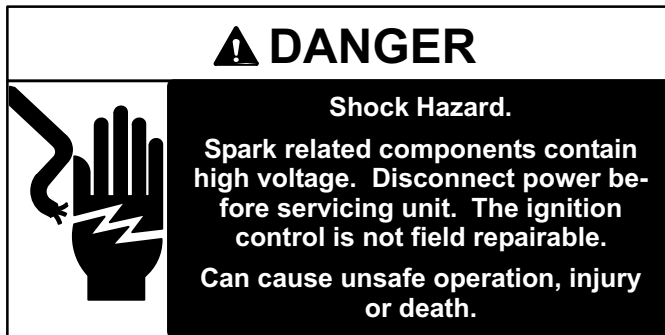 DANGER
Shock Hazard.
Spark related components contain
high voltage. Disconnect power be-
fore servicing unit. The ignition
control is not field repairable.
Can cause unsafe operation, injury
or death.